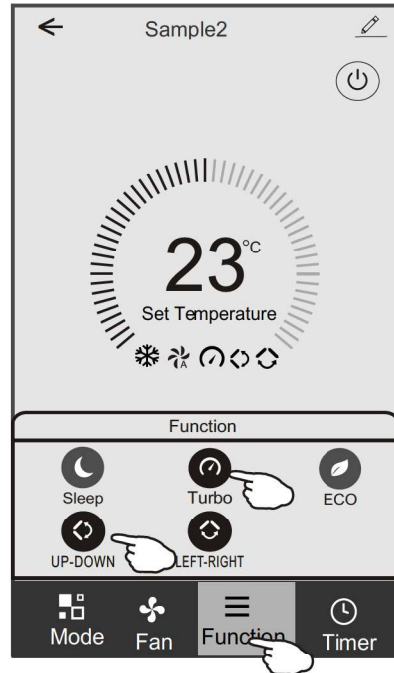 Sample2
23°C
Set Temperature
A
Function
Sleep Turbo ECO
UP-DOWN LEFT-RIGHT
Mode Fan Function Timer